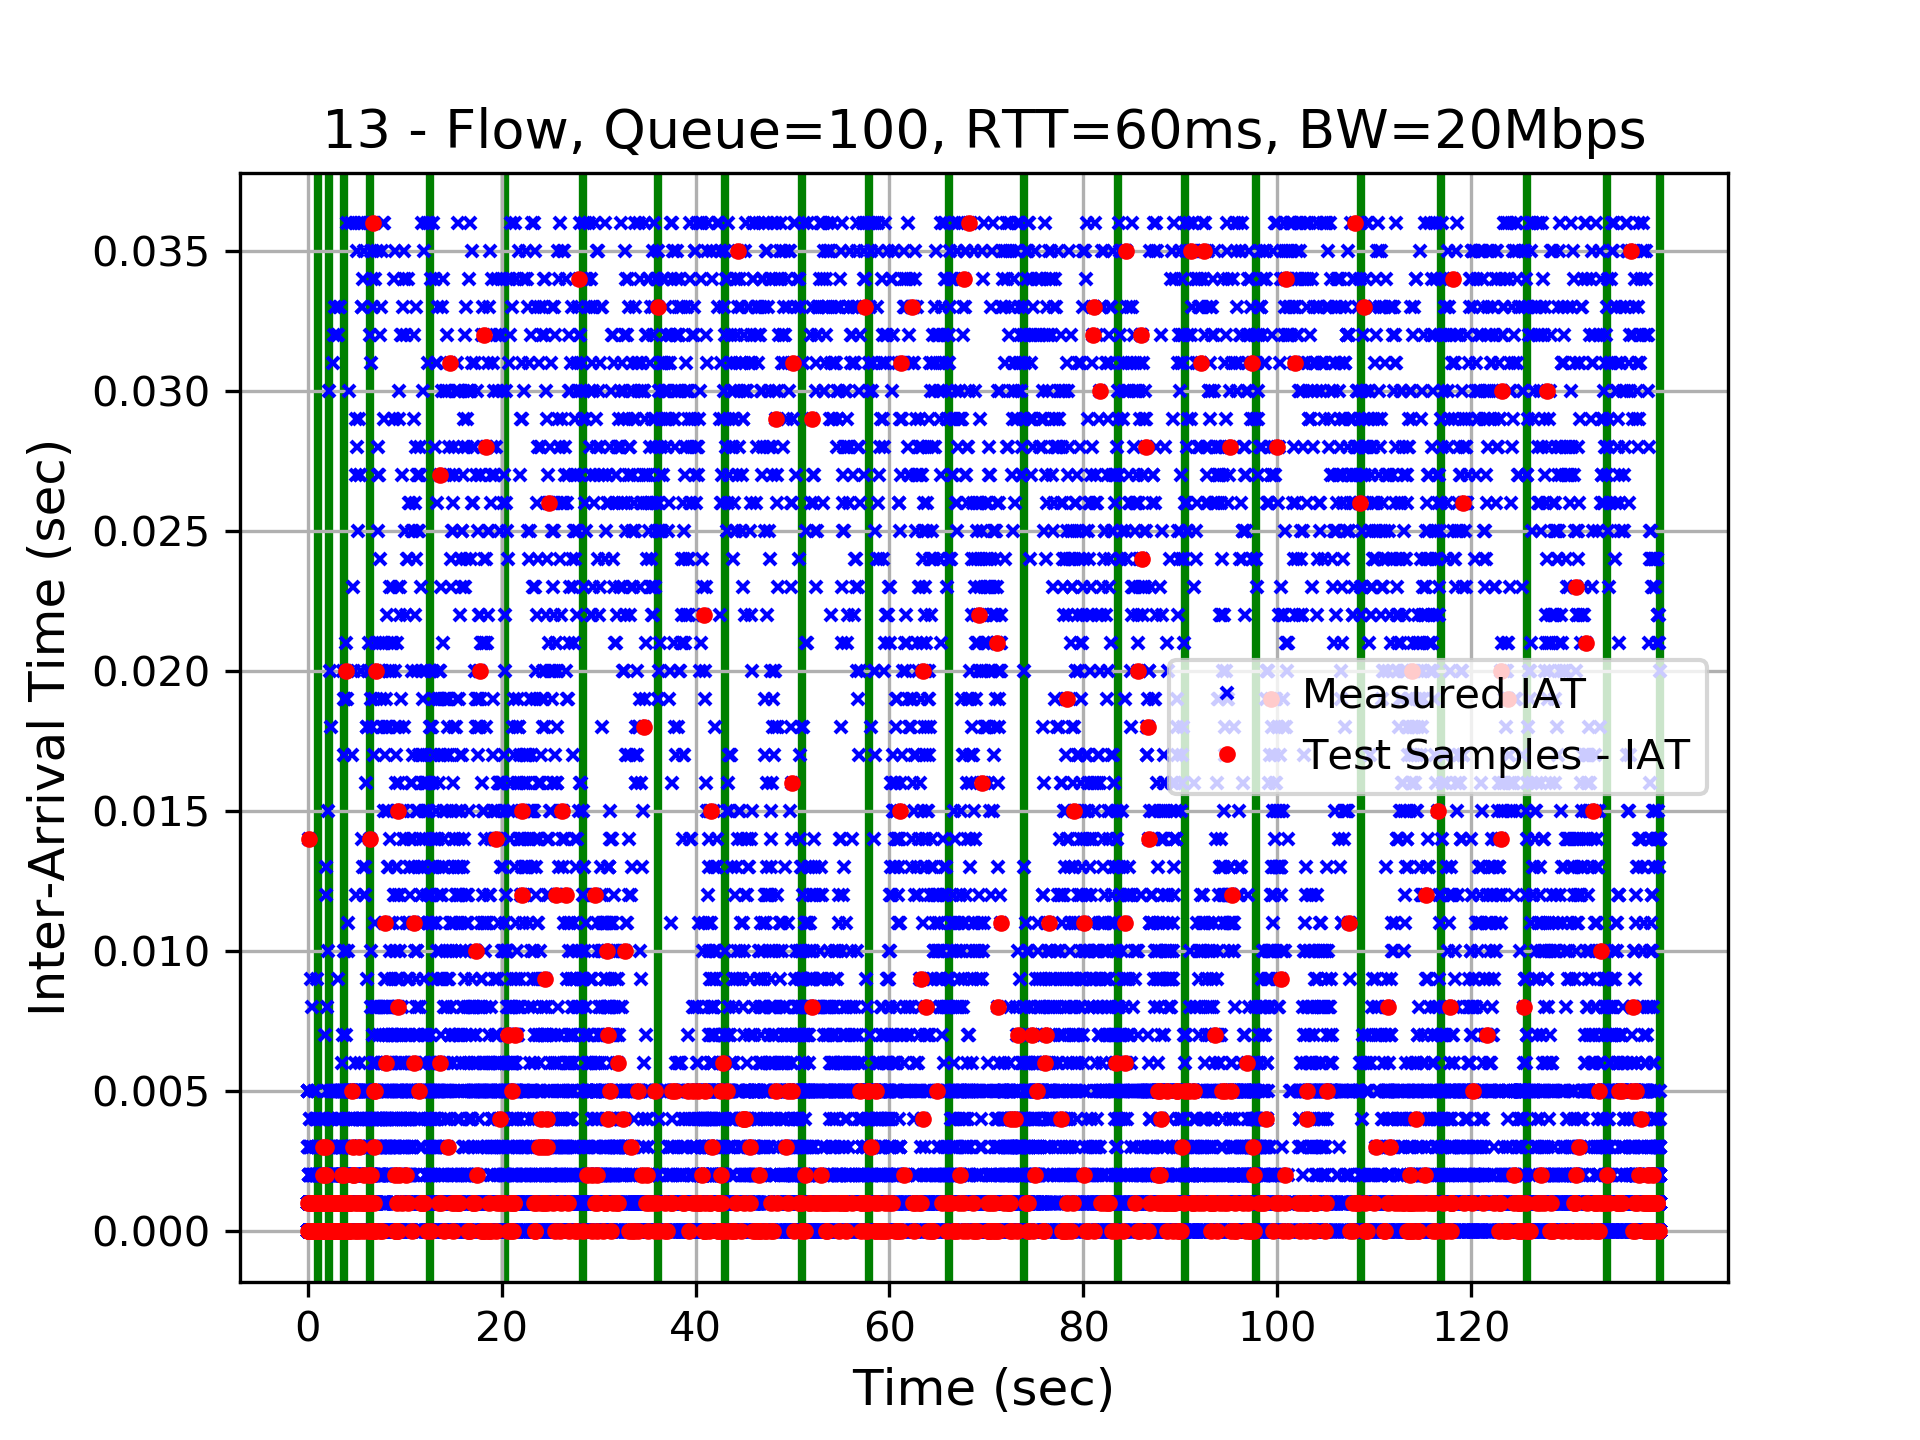 13 - Flow, Queue=100, RTT=60ms, BW=20Mbps
Inter-Arrival Time (sec)
0.035
0.030
0.025
0.020
0.015
0.010
0.005
0.000
Measured IAT
Test Samples - IAT
0 20 40 60 80 100 120
Time (sec)